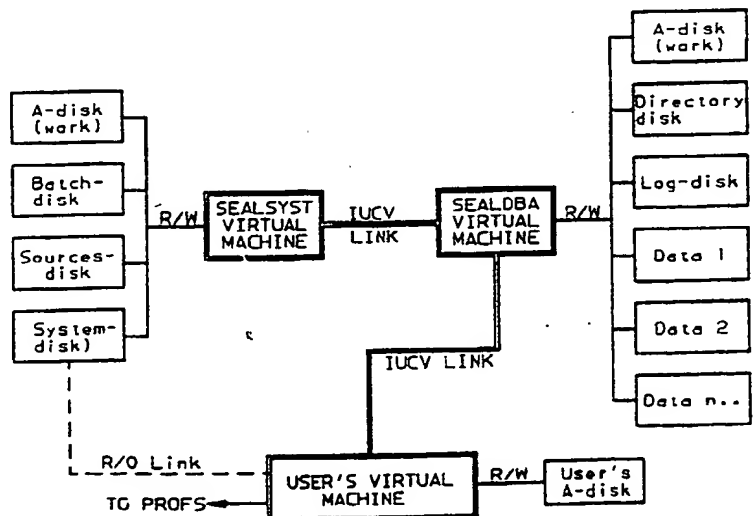 A-disk
(work)
Batch-
disk
Sources-
disk
System-
disk)
R/W
SEALSYST
VIRTUAL
MACHINE
IUCV
LINK
SEALDBA
VIRTUAL
MACHINE
R/W
A-disk
(work)
Directory
disk
Log-disk
Data 1
Data 2
Data n..
IUCV LINK
R/O Link
TO PROFS
USER'S VIRTUAL
MACHINE
R/W
User's
A-disk